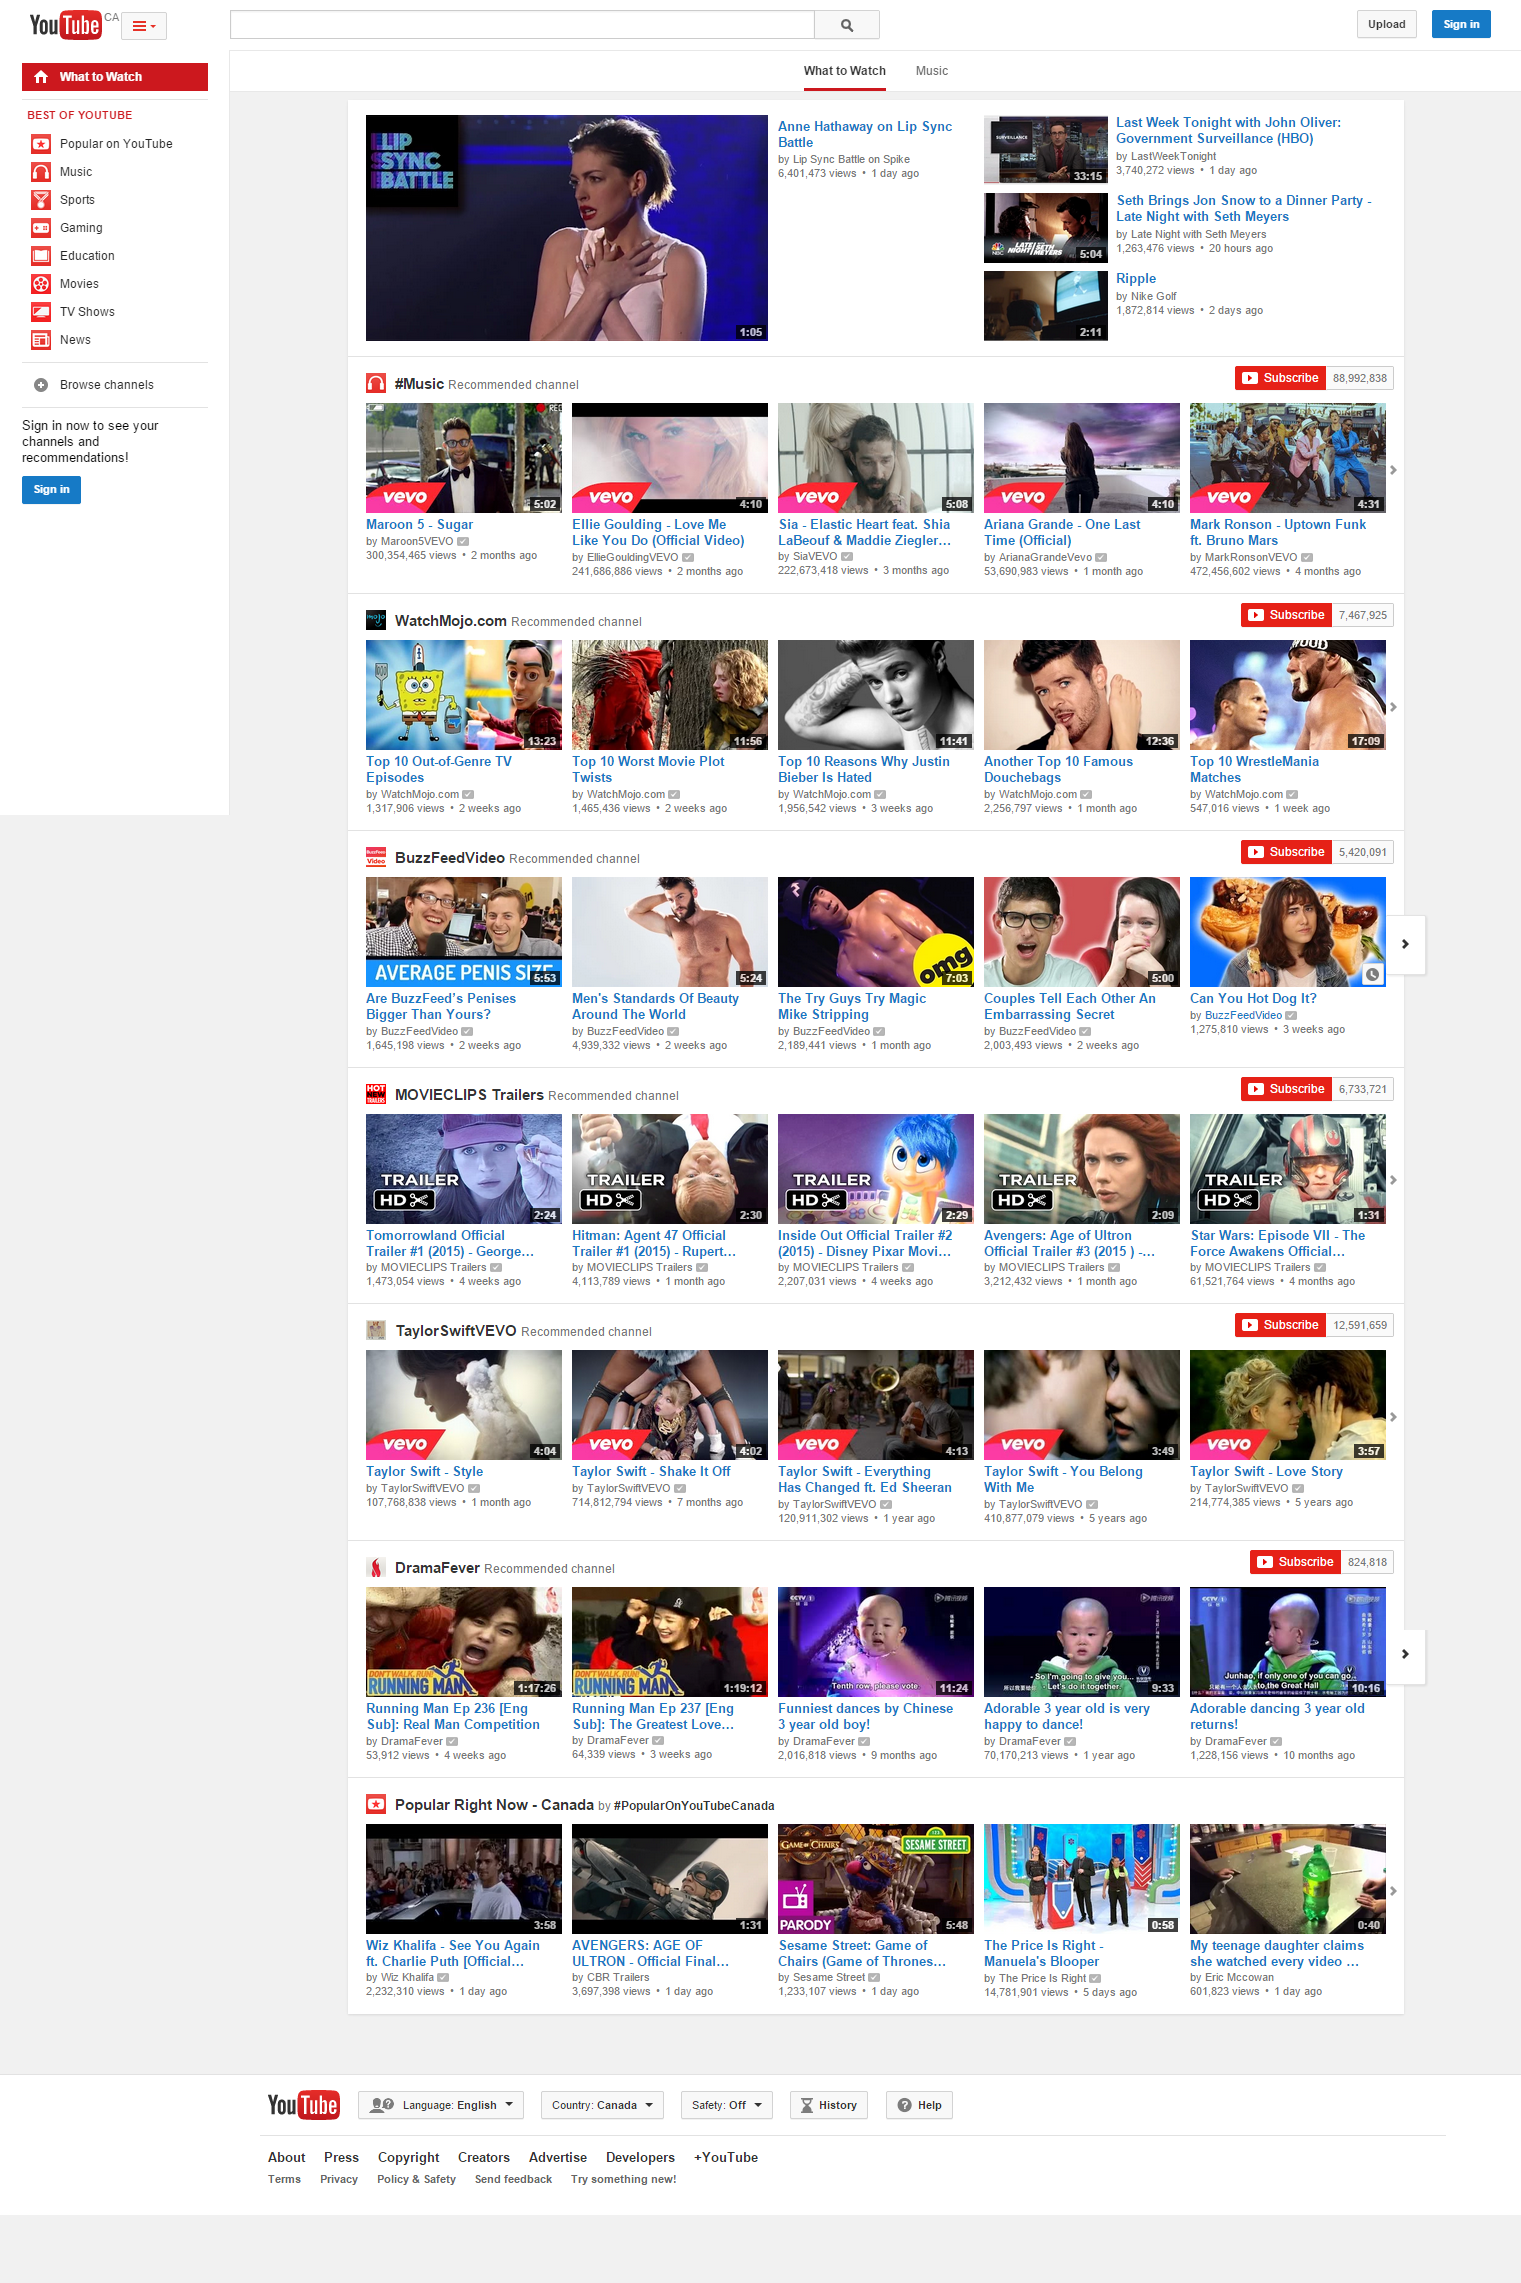 YouTube CA
Upload
Sign in
What to Watch
BEST OF YOUTUBE
Popular on YouTube
Music
Sports
Gaming
Education
Movies
TV Shows
News
Browse channels
Sign in now to see your
channels and
recommendations!
Sign in
What to Watch Music
LIP
SYNC
BATTLE
1:05
Anne Hathaway on Lip Sync
Battle
by Lip Sync Battle on Spike
6,401,473 views • 1 day ago
SURVEILLANCE
33:15
Last Week Tonight with John Oliver:
Government Surveillance (HBO)
by LastWeekTonight
3,740,272 views • 1 day ago
NBC
LATE NIGHT SETH MEYERS
5:04
Seth Brings Jon Snow to a Dinner Party -
Late Night with Seth Meyers
by Late Night with Seth Meyers
1,263,476 views • 20 hours ago
2:11
Ripple
by Nike Golf
1,872,814 views • 2 days ago
#Music Recommended channel
Subscribe 88,992,838
REC
vevo 5:02
Maroon 5 - Sugar
by Maroon5VEVO
300,354,465 views • 2 months ago
vevo 4:10
Ellie Goulding - Love Me
Like You Do (Official Video)
by EllieGouldingVEVO
241,686,886 views • 2 months ago
vevo 5:08
Sia - Elastic Heart feat. Shia
LaBeouf & Maddie Ziegler...
by SiaVEVO
222,673,418 views • 3 months ago
vevo 4:10
Ariana Grande - One Last
Time (Official)
by ArianaGrandeVevo
53,690,983 views • 1 month ago
vevo 4:31
Mark Ronson - Uptown Funk
ft. Bruno Mars
by MarkRonsonVEVO
472,456,602 views • 4 months ago
WatchMojo.com Recommended channel
Subscribe 7,467,925
13:23
Top 10 Out-of-Genre TV
Episodes
by WatchMojo.com
1,317,906 views • 2 weeks ago
11:56
Top 10 Worst Movie Plot
Twists
by WatchMojo.com
1,465,436 views • 2 weeks ago
11:41
Top 10 Reasons Why Justin
Bieber Is Hated
by WatchMojo.com
1,956,542 views • 3 weeks ago
12:36
Another Top 10 Famous
Douchebags
by WatchMojo.com
2,256,797 views • 1 month ago
17:09
Top 10 WrestleMania
Matches
by WatchMojo.com
547,016 views • 1 week ago
BuzzFeedVideo Recommended channel
Subscribe 5,420,091
AVERAGE PENIS SIZE
5:53
Are BuzzFeed's Penises
Bigger Than Yours?
by BuzzFeedVideo
1,645,198 views • 2 weeks ago
5:24
Men's Standards Of Beauty
Around The World
by BuzzFeedVideo
4,939,332 views • 2 weeks ago
omg
7:03
The Try Guys Try Magic
Mike Stripping
by BuzzFeedVideo
2,189,441 views • 1 month ago
5:00
Couples Tell Each Other An
Embarrassing Secret
by BuzzFeedVideo
2,003,493 views • 2 weeks ago
Can You Hot Dog It?
by BuzzFeedVideo
1,275,810 views • 3 weeks ago
HOT NEW TRAILERS
MOVIECLIPS Trailers Recommended channel
Subscribe 6,733,721
TRAILER
HD
2:24
Tomorrowland Official
Trailer #1 (2015) - George...
by MOVIECLIPS Trailers
1,473,054 views • 4 weeks ago
TRAILER
HD
2:30
Hitman: Agent 47 Official
Trailer #1 (2015) - Rupert...
by MOVIECLIPS Trailers
4,113,789 views • 1 month ago
TRAILER
HD
2:29
Inside Out Official Trailer #2
(2015) - Disney Pixar Movi...
by MOVIECLIPS Trailers
2,207,031 views • 4 weeks ago
TRAILER
HD
2:09
Avengers: Age of Ultron
Official Trailer #3 (2015 ) -...
by MOVIECLIPS Trailers
3,212,432 views • 1 month ago
TRAILER
HD
1:31
Star Wars: Episode VII - The
Force Awakens Official...
by MOVIECLIPS Trailers
61,521,764 views • 4 months ago
TaylorSwiftVEVO Recommended channel
Subscribe 12,591,659
vevo 4:04
Taylor Swift - Style
by TaylorSwiftVEVO
107,768,838 views • 1 month ago
vevo 4:02
Taylor Swift - Shake It Off
by TaylorSwiftVEVO
714,812,794 views • 7 months ago
vevo 4:13
Taylor Swift - Everything
Has Changed ft. Ed Sheeran
by TaylorSwiftVEVO
120,911,302 views • 1 year ago
vevo 3:49
Taylor Swift - You Belong
With Me
by TaylorSwiftVEVO
410,877,079 views • 5 years ago
vevo 3:57
Taylor Swift - Love Story
by TaylorSwiftVEVO
214,774,385 views • 5 years ago
DramaFever Recommended channel
Subscribe 824,818
DON'T WALK, RUN!
RUNNING MAN
1:17:26
Running Man Ep 236 [Eng
Sub]: Real Man Competition
by DramaFever
53,912 views • 4 weeks ago
DON'T WALK, RUN!
RUNNING MAN
1:19:12
Running Man Ep 237 [Eng
Sub]: The Greatest Love...
by DramaFever
64,339 views • 3 weeks ago
CCTV 1
Tenth row, please vote.
11:24
Funniest dances by Chinese
3 year old boy!
by DramaFever
2,016,818 views • 9 months ago
- So I'm going to give you...
- Let's do it together
9:33
Adorable 3 year old is very
happy to dance!
by DramaFever
70,170,213 views • 1 year ago
CCTV 1
Junhao, if only one of you can go
to the Great Hall
10:16
Adorable dancing 3 year old
returns!
by DramaFever
1,228,156 views • 10 months ago
Popular Right Now - Canada by #PopularOnYouTubeCanada
3:58
Wiz Khalifa - See You Again
ft. Charlie Puth [Official...
by Wiz Khalifa
2,232,310 views • 1 day ago
1:31
AVENGERS: AGE OF
ULTRON - Official Final...
by CBR Trailers
3,697,398 views • 1 day ago
GAME OF CHAIRS
123 SESAME STREET
PARODY 5:48
Sesame Street: Game of
Chairs (Game of Thrones...
by Sesame Street
1,233,107 views • 1 day ago
0:58
The Price Is Right -
Manuela's Blooper
by The Price Is Right
14,781,901 views • 5 days ago
0:40
My teenage daughter claims
she watched every video ...
by Eric Mccowan
601,823 views • 1 day ago
YouTube
Language: English
Country: Canada
Safety: Off
History
Help
About Press Copyright Creators Advertise Developers +YouTube
Terms Privacy Policy & Safety Send feedback Try something new!